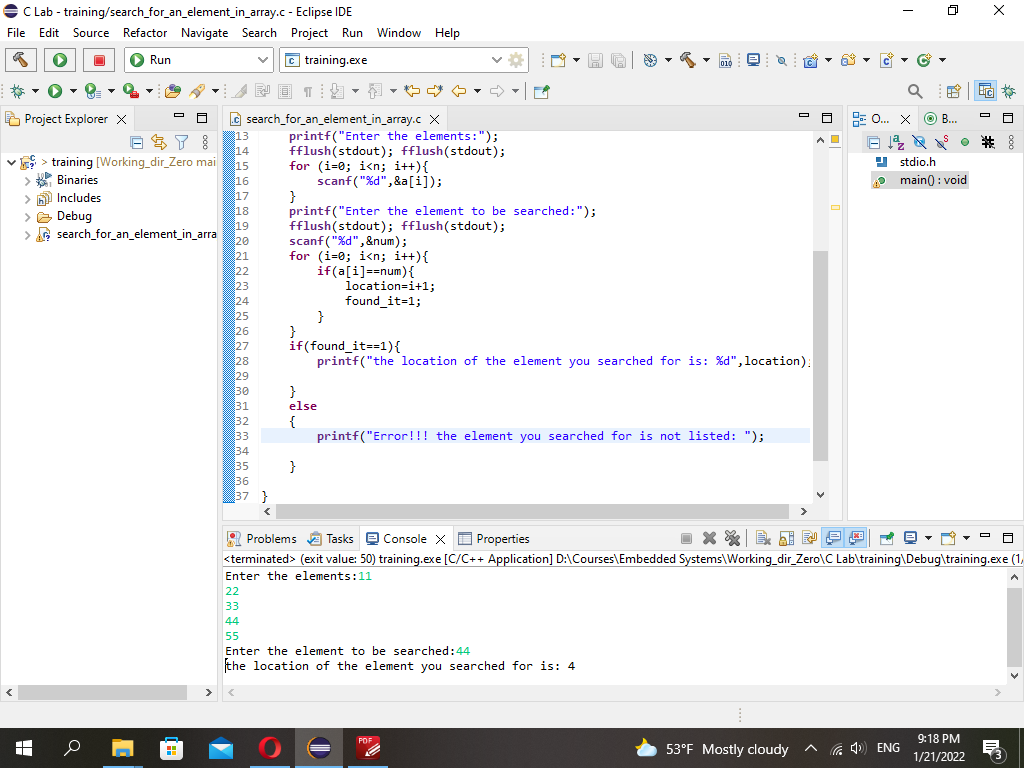 C Lab - training/search_for_an_element_in_array.c - Eclipse IDE
File Edit Source Refactor Navigate Search Project Run Window Help
Run
training.exe
Project Explorer
> training [Working_dir_Zero mai
Binaries
Includes
Debug
search_for_an_element_in_arra
search_for_an_element_in_array.c
13 printf("Enter the elements:");
14 fflush(stdout); fflush(stdout);
15 for (i=0; i<n; i++){
16 scanf("%d",&a[i]);
17 }
18 printf("Enter the element to be searched:");
19 fflush(stdout); fflush(stdout);
20 scanf("%d",&num);
21 for (i=0; i<n; i++){
22 if(a[i]==num){
23 location=i+1;
24 found_it=1;
25 }
26 }
27 if(found_it==1){
28 printf("the location of the element you searched for is: %d",location);
29
30 }
31 else
32 {
33 printf("Error!!! the element you searched for is not listed: ");
34
35 }
36
37 }
O...
B...
stdio.h
main() : void
Problems Tasks Console Properties
<terminated> (exit value: 50) training.exe [C/C++ Application] D:\Courses\Embedded Systems\Working_dir_Zero\C Lab\training\Debug\training.exe (1/
Enter the elements:11
22
33
44
55
Enter the element to be searched:44
the location of the element you searched for is: 4
PDF
53°F Mostly cloudy
ENG
9:18 PM
1/21/2022
3